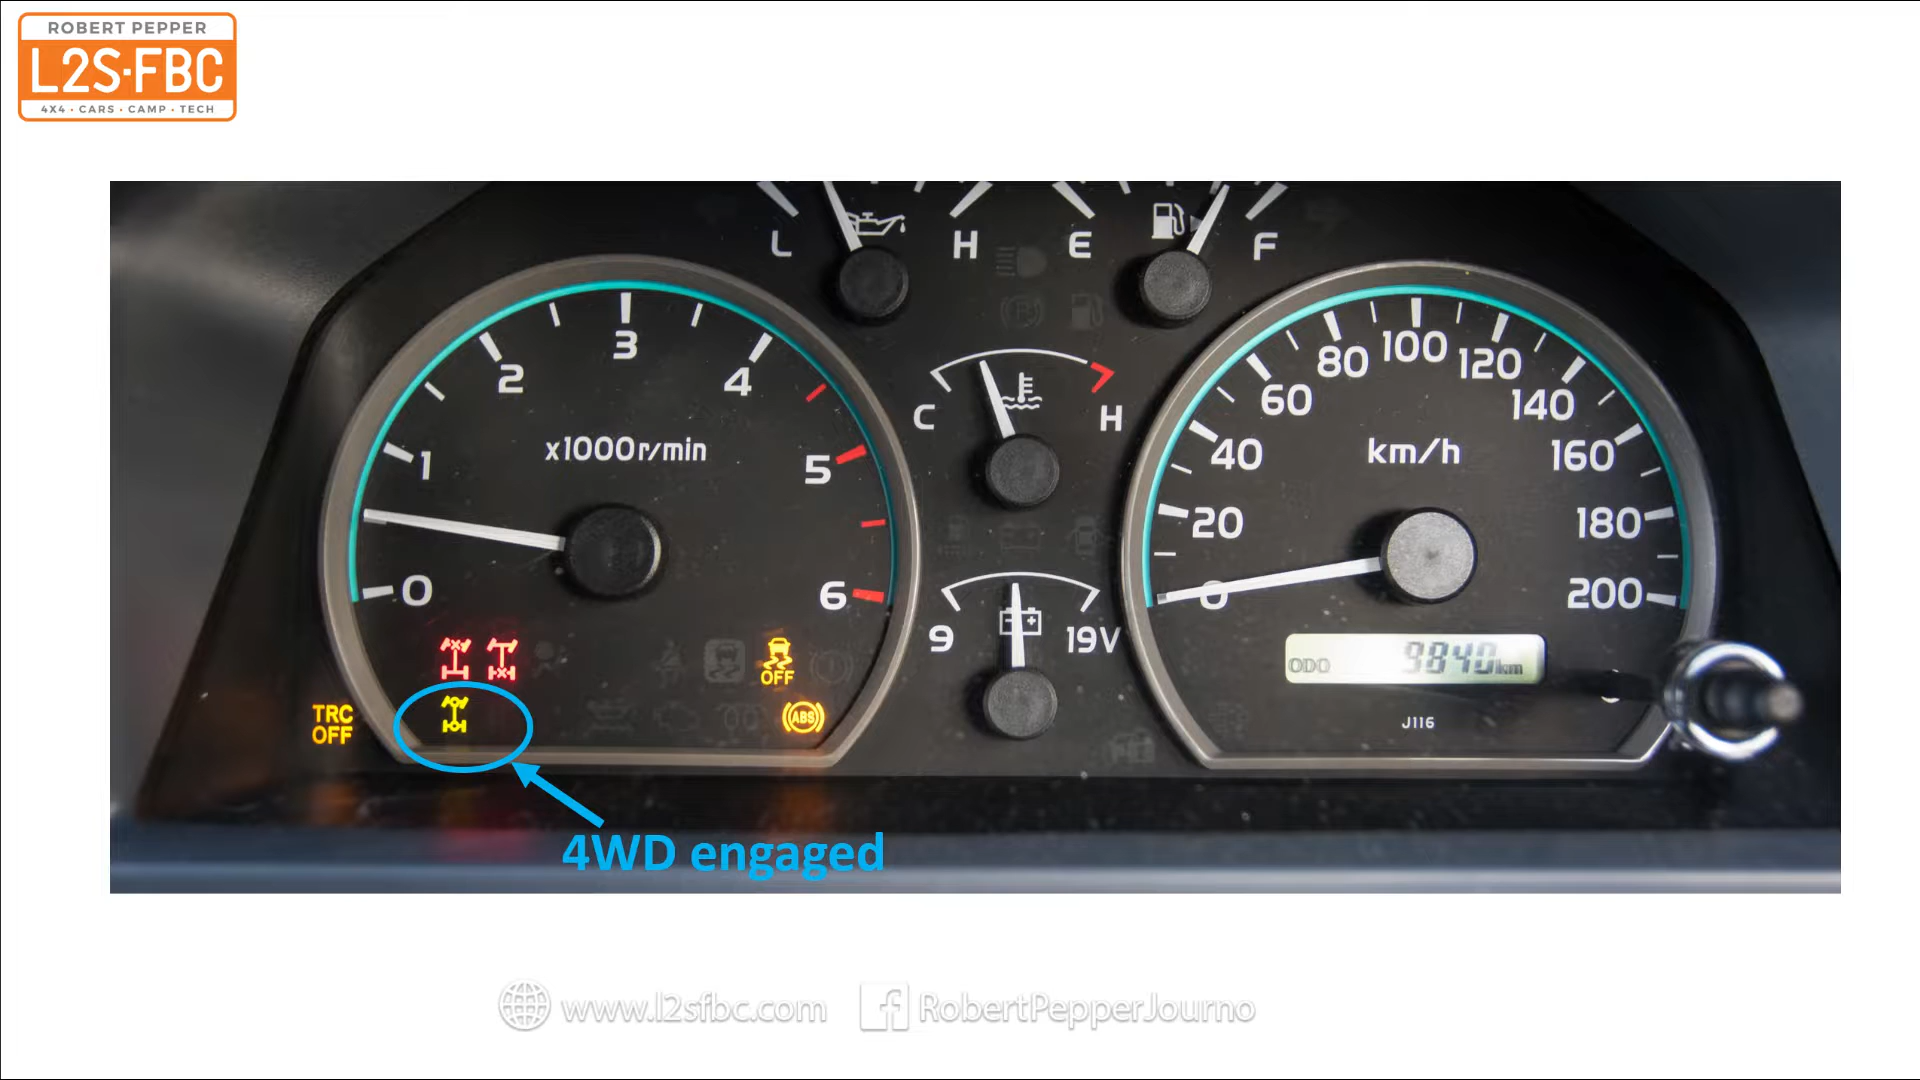 ROBERT PEPPER
L2S·FBC
4X4 · CARS · CAMP · TECH
L H E F
3
2 4
1 5
0 6
x1000r/min
C H
9 19V
80 100 120
60 140
40 160
20 180
0 200
km/h
ODO 9840km
J116
OFF
TRC
OFF
ABS
4WD engaged
www.l2sfbc.com
RobertPepperJourno